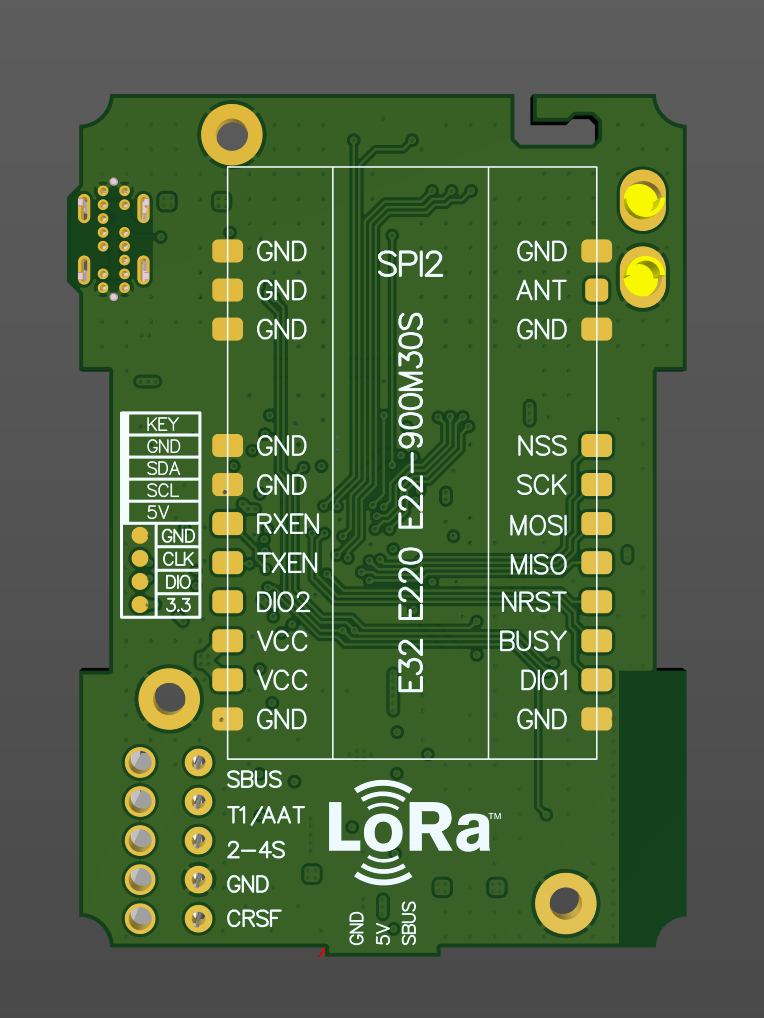 SPI2
E32 E220 E22-900M30S
GND
GND
GND
GND
ANT
GND
KEY
GND
SDA
SCL
5V
GND
CLK
DIO
3.3
GND
GND
RXEN
TXEN
DIO2
VCC
VCC
GND
NSS
SCK
MOSI
MISO
NRST
BUSY
DIO1
GND
SBUS
T1/AAT
2-4S
GND
CRSF
LoRa™
GND
5V
SBUS